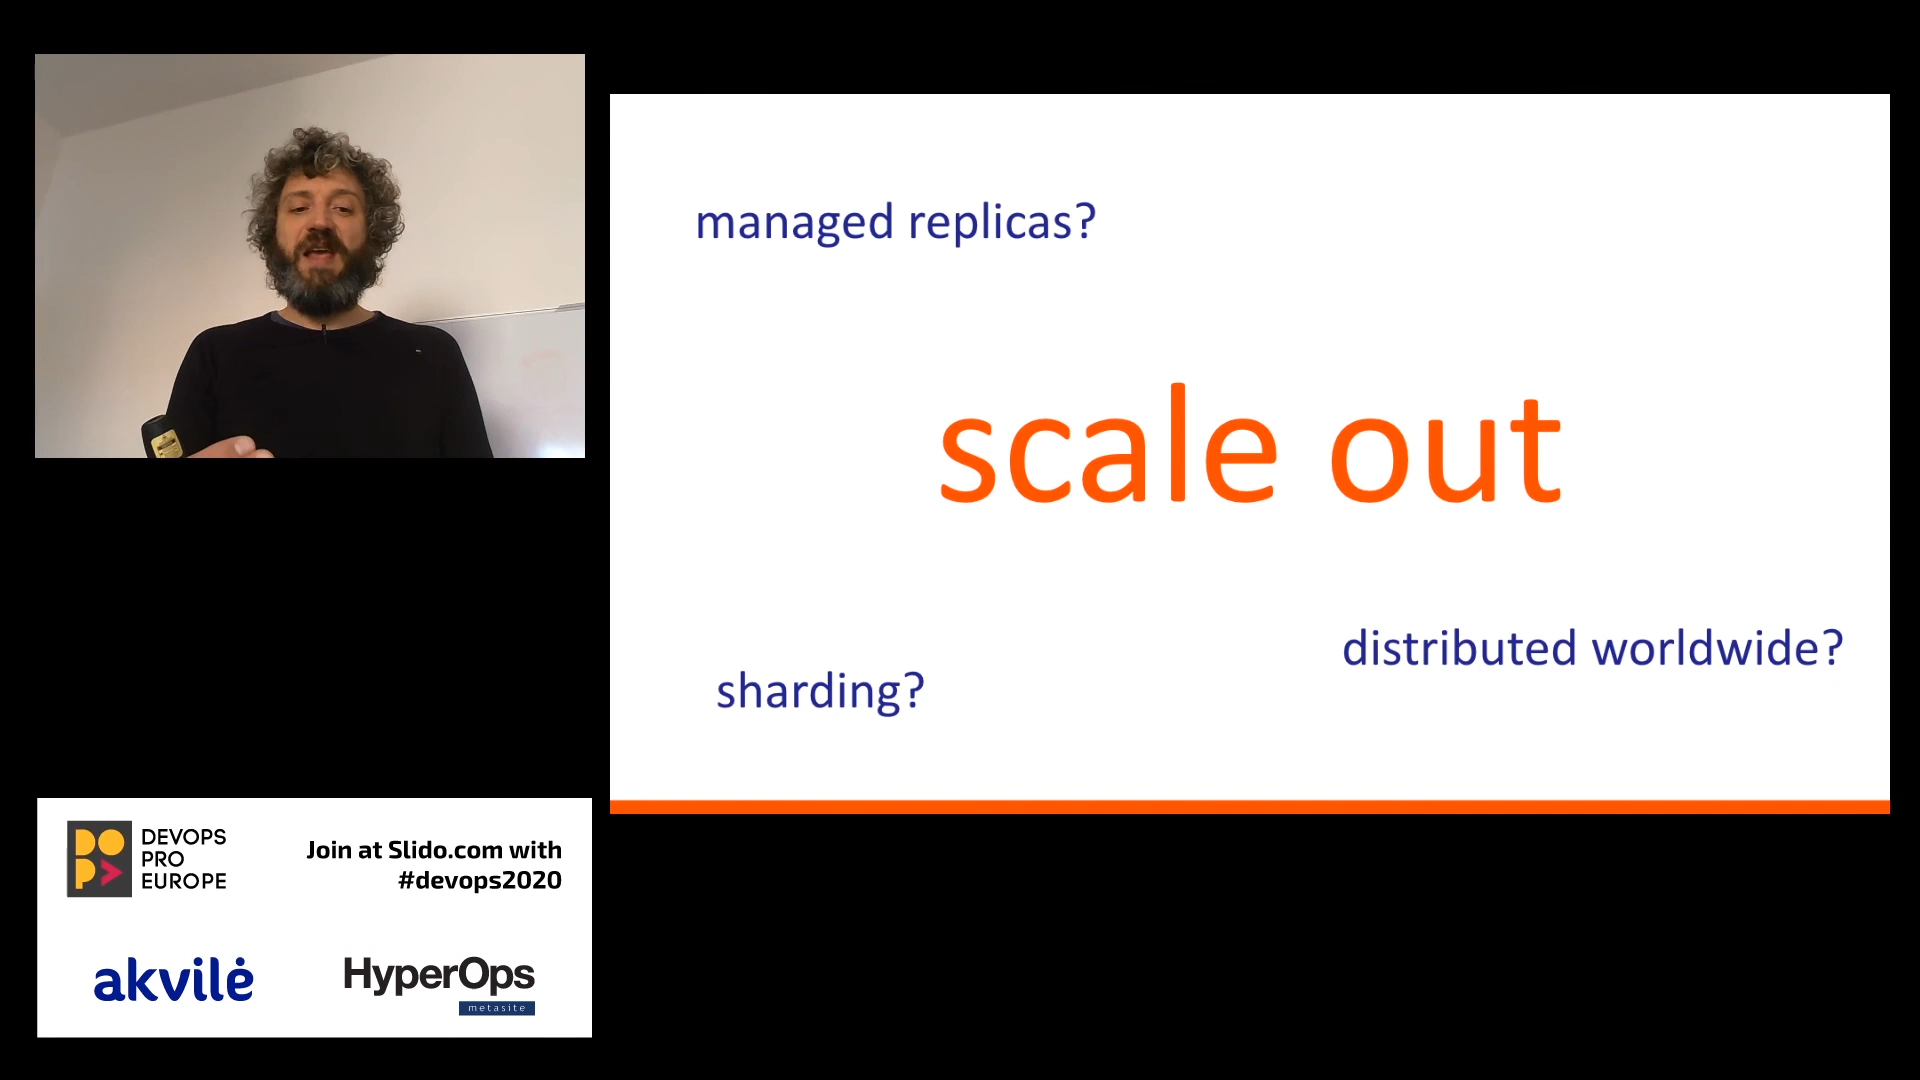 managed replicas?
scale out
distributed worldwide?
sharding?
DEVOPS
PRO
EUROPE
Join at Slido.com with
#devops2020
akvilė
HyperOps
metasite